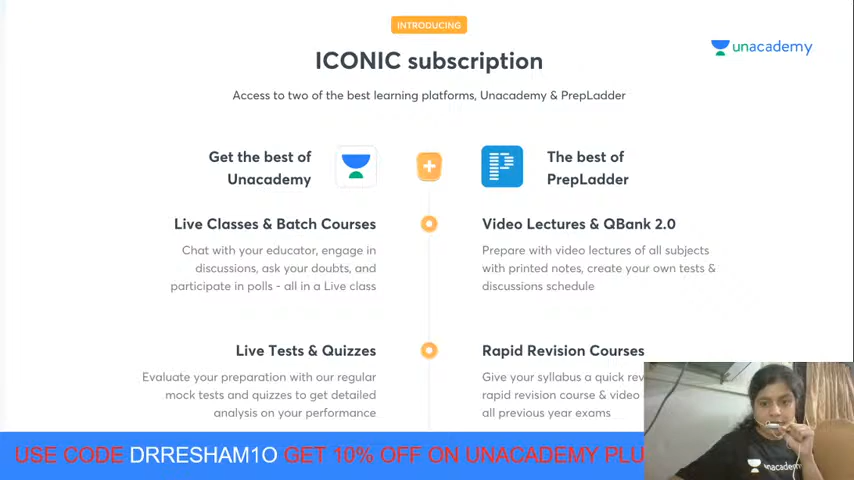 INTRODUCING
ICONIC subscription
unacademy
Access to two of the best learning platforms, Unacademy & PrepLadder
Get the best of
Unacademy
The best of
PrepLadder
Live Classes & Batch Courses
Chat with your educator, engage in
discussions, ask your doubts, and
participate in polls - all in a Live class
Video Lectures & QBank 2.0
Prepare with video lectures of all subjects
with printed notes, create your own tests &
discussions schedule
Live Tests & Quizzes
Evaluate your preparation with our regular
mock tests and quizzes to get detailed
analysis on your performance
Rapid Revision Courses
Give your syllabus a quick
rapid revision course & video
all previous year exams
USE CODE DRRESHAM1O GET 10% OFF ON UNACADEMY
unacademy